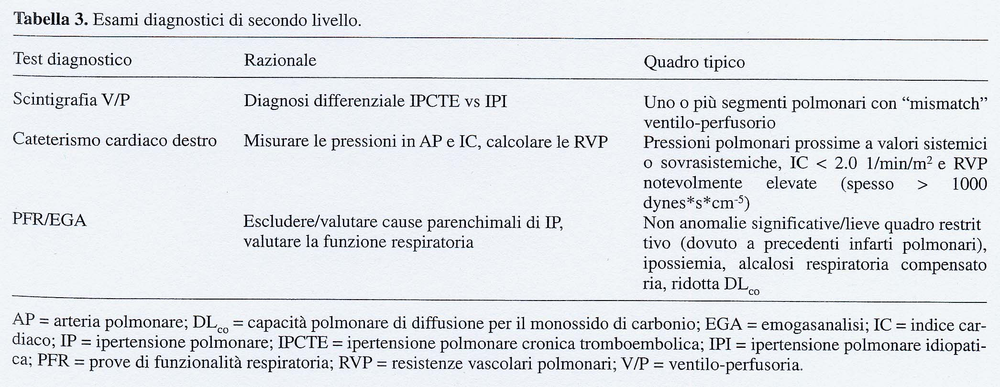 Tabella 3. Esami diagnostici di secondo livello.
Test diagnostico Razionale Quadro tipico
Scintigrafia V/P Diagnosi differenziale IPCTE vs IPI Uno o più segmenti polmonari con “mismatch”
ventilo-perfusorio
Cateterismo cardiaco destro Misurare le pressioni in AP e IC, calcolare le RVP Pressioni polmonari prossime a valori sistemici
o sovrasistemiche, IC < 2.0 1/min/m² e RVP
notevolmente elevate (spesso > 1000
dynes*s*cm⁻⁵)
PFR/EGA Escludere/valutare cause parenchimali di IP, Non anomalie significative/lieve quadro restrit
valutare la funzione respiratoria tivo (dovuto a precedenti infarti polmonari),
ipossiemia, alcalosi respiratoria compensato
ria, ridotta DLco
AP = arteria polmonare; DLco = capacità polmonare di diffusione per il monossido di carbonio; EGA = emogasanalisi; IC = indice car-
diaco; IP = ipertensione polmonare; IPCTE = ipertensione polmonare cronica tromboembolica; IPI = ipertensione polmonare idiopati-
ca; PFR = prove di funzionalità respiratoria; RVP = resistenze vascolari polmonari; V/P = ventilo-perfusoria.